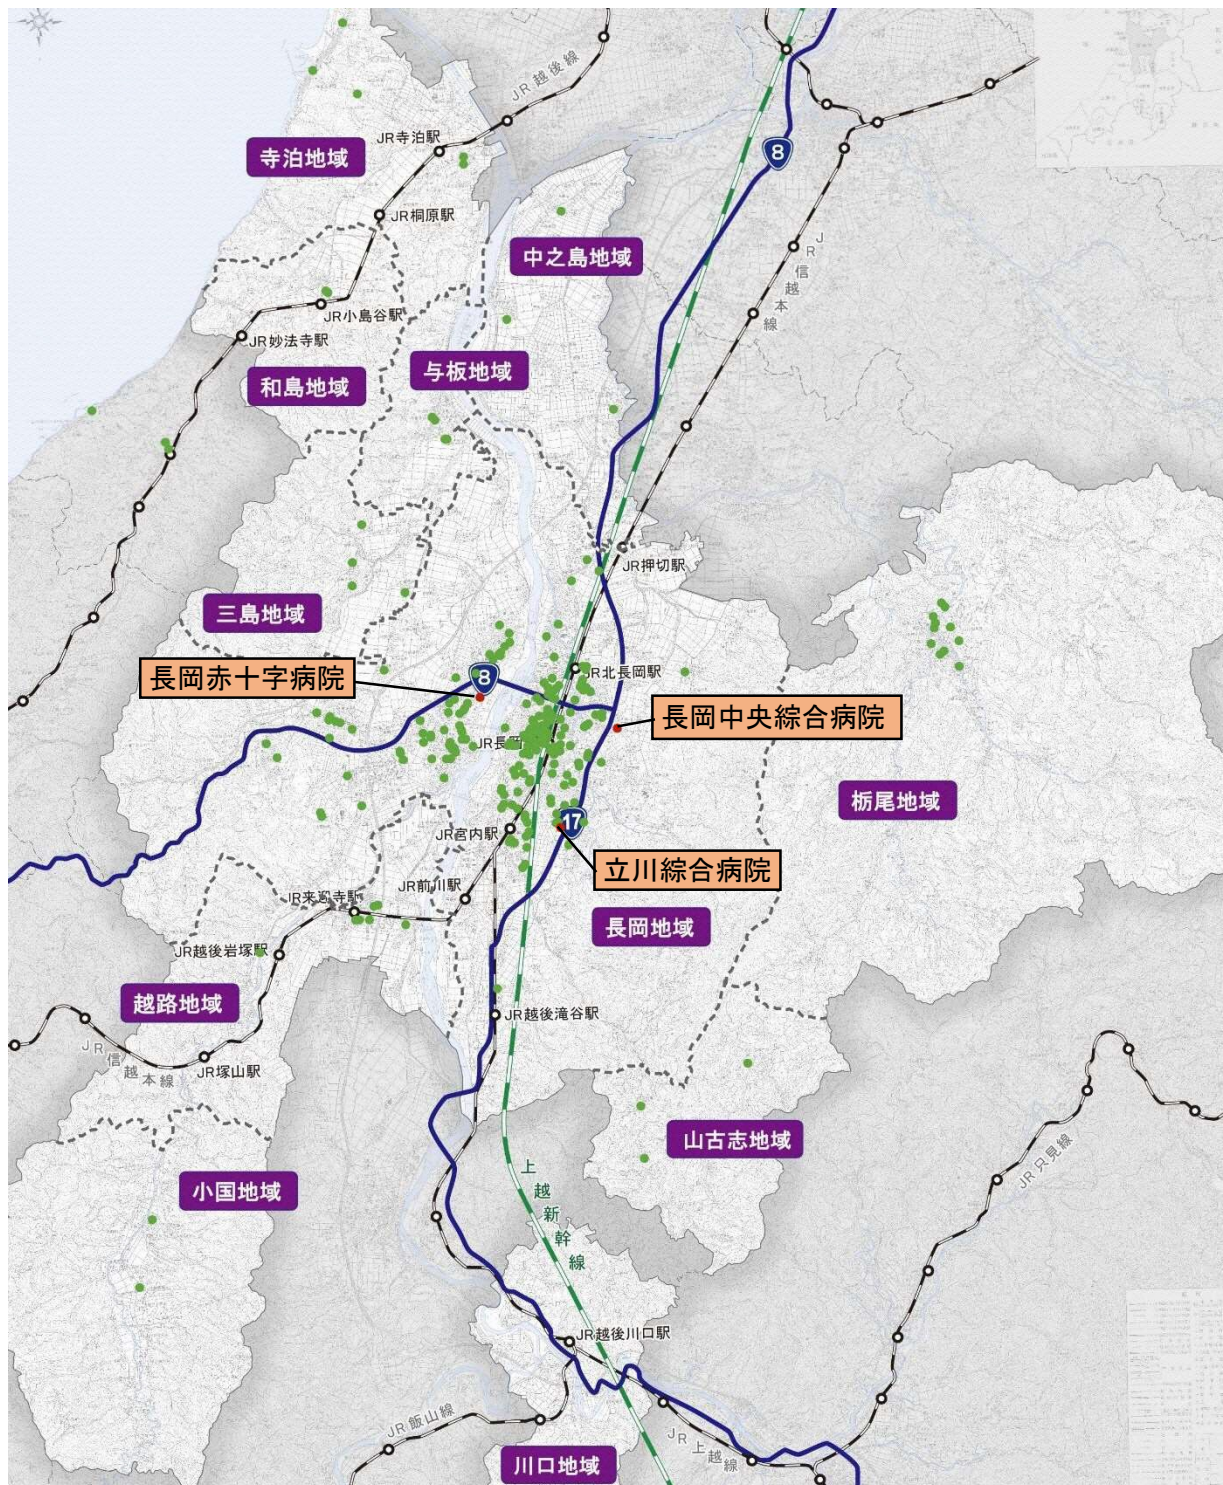 JR越後線
JR寺泊駅
8
寺泊地域
JR桐原駅
中之島地域
JR信越本線
JR小島谷駅
JR妙法寺駅
与板地域
和島地域
JR押切駅
三島地域
JR北長岡駅
長岡赤十字病院
8
長岡中央綜合病院
JR長岡
栃尾地域
17
JR宮内駅
立川綜合病院
JR前川駅
JR来迎寺駅
長岡地域
JR越後岩塚駅
越路地域
JR越後滝谷駅
JR信越本線
JR塚山駅
山古志地域
JR只見線
小国地域
上越新幹線
JR越後川口駅
JR飯山線
JR上越線
川口地域